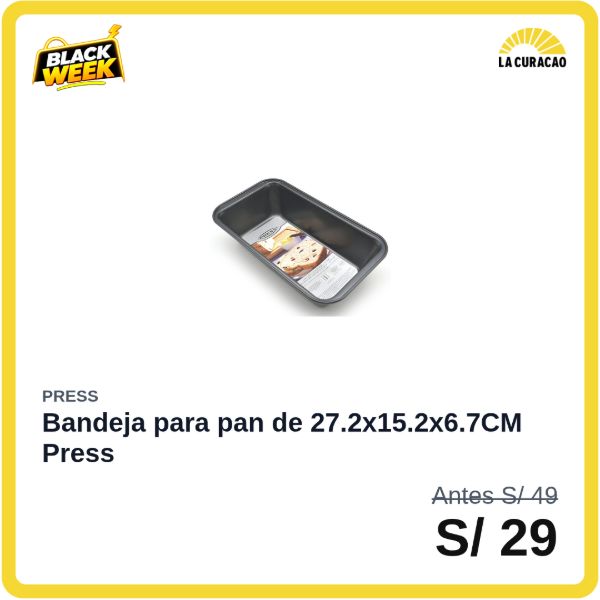 BLACK
WEEK
LA CURACAO
PRESS
Bandeja para pan de 27.2x15.2x6.7CM
Press
Antes S/ 49
S/ 29